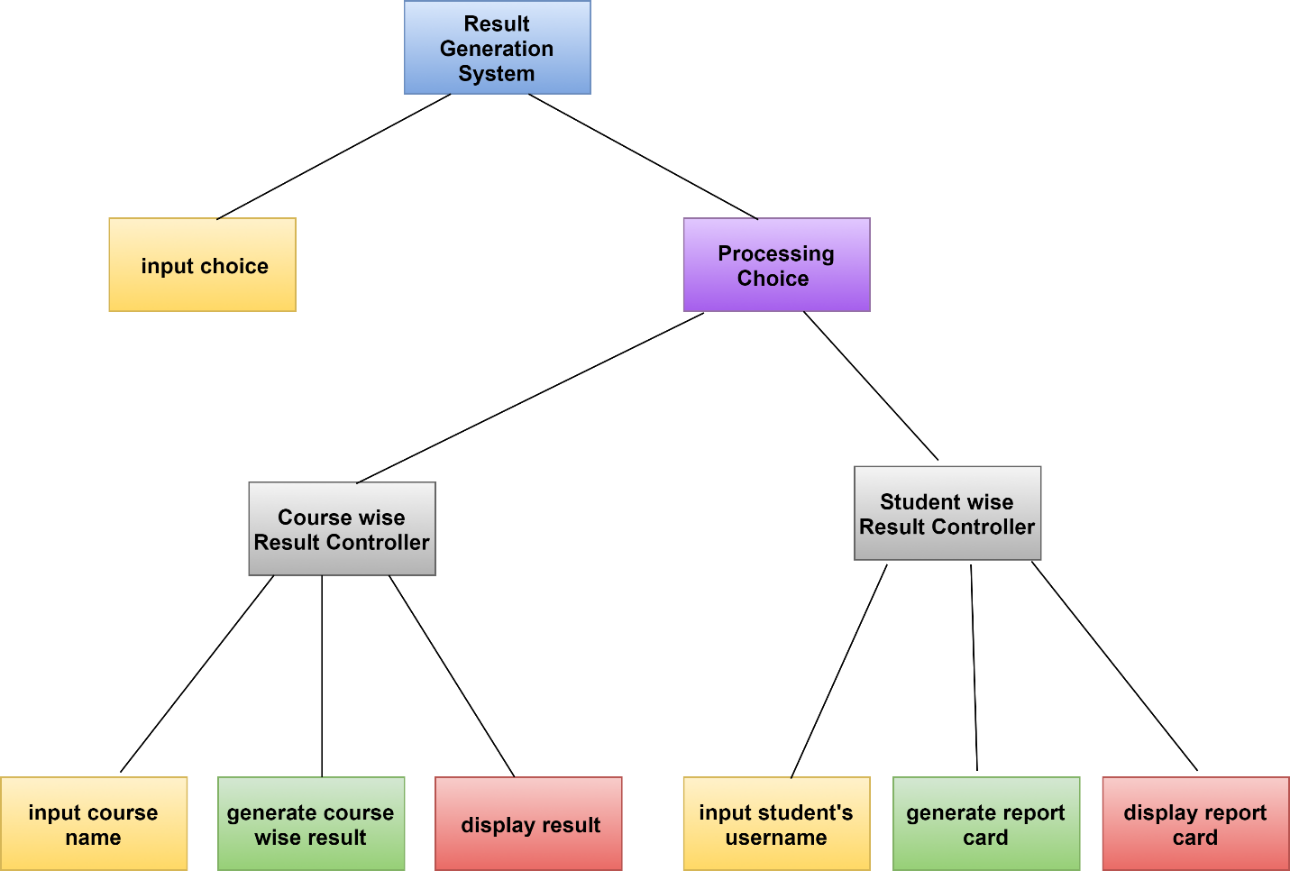 Result
Generation
System
input choice
Processing
Choice
Course wise
Result Controller
Student wise
Result Controller
input course
name
generate course
wise result
display result
input student's
username
generate report
card
display report
card